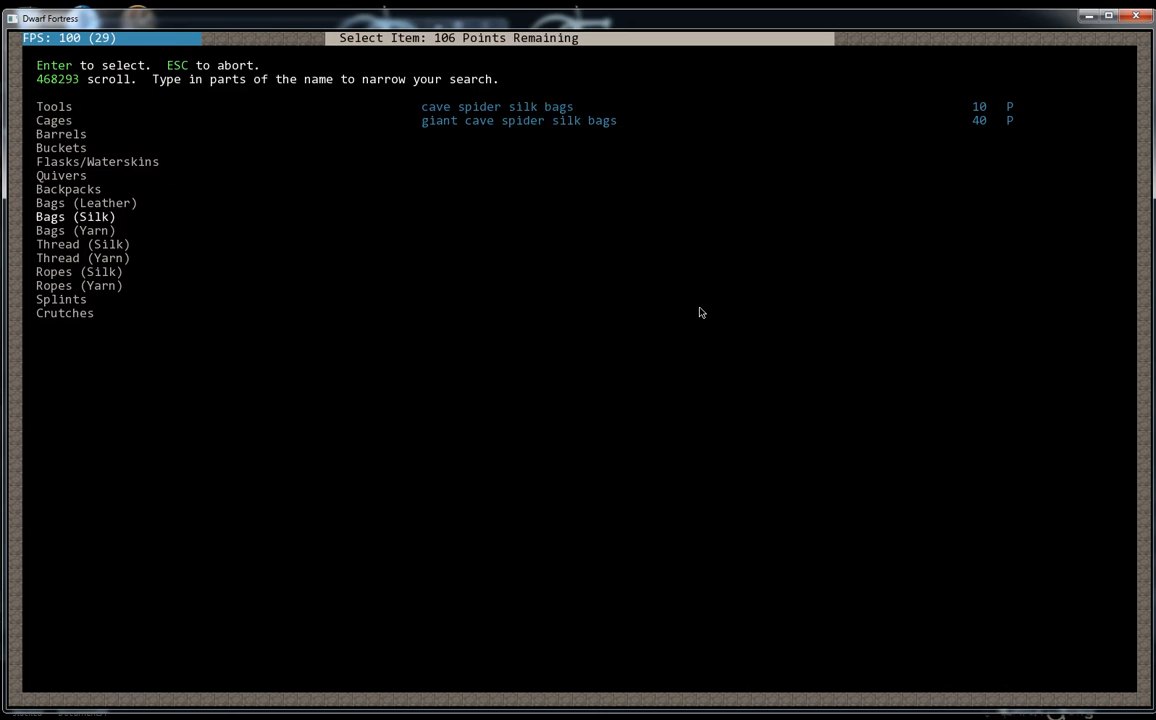 Dwarf Fortress
FPS: 100 (29)
Select Item: 106 Points Remaining
Enter to select.  ESC to abort.
468293 scroll.  Type in parts of the name to narrow your search.
Tools
cave spider silk bags 10 P
Cages
giant cave spider silk bags 40 P
Barrels
Buckets
Flasks/Waterskins
Quivers
Backpacks
Bags (Leather)
Bags (Silk)
Bags (Yarn)
Thread (Silk)
Thread (Yarn)
Ropes (Silk)
Ropes (Yarn)
Splints
Crutches